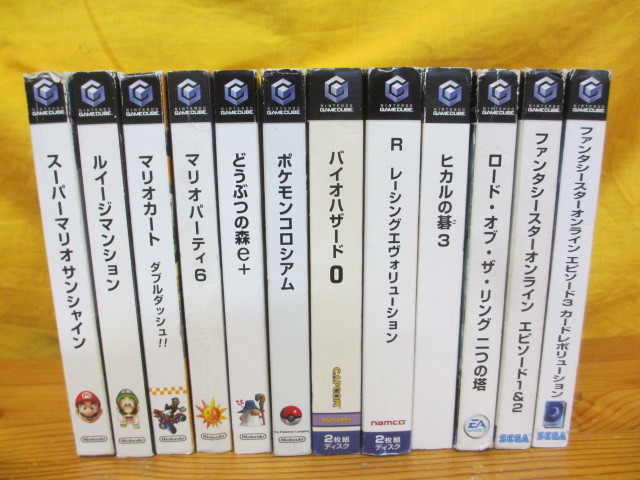 NINTENDO
GAMECUBE
スーパーマリオサンシャイン
Nintendo
NINTENDO
GAMECUBE
ルイージマンション
Nintendo
NINTENDO
GAMECUBE
マリオカート ダブルダッシュ!!
Nintendo
NINTENDO
GAMECUBE
マリオパーティ6
Nintendo
NINTENDO
GAMECUBE
どうぶつの森e+
Nintendo
NINTENDO
GAMECUBE
ポケモンコロシアム
The Pokémon Company
Nintendo
NINTENDO
GAMECUBE
バイオハザード0
CAPCOM
2枚組
ディスク
NINTENDO
GAMECUBE
R レーシングエヴォリューション
namco
2枚組
ディスク
NINTENDO
GAMECUBE
ヒカルの碁3
NINTENDO
GAMECUBE
ロード・オブ・ザ・リング 二つの塔
EA
GAMES
NINTENDO
GAMECUBE
ファンタシースターオンライン エピソード1&2
SEGA
NINTENDO
GAMECUBE
ファンタシースターオンライン エピソード3 カードレボリューション
SEGA